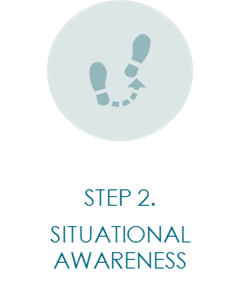 STEP 2.
SITUATIONAL
AWARENESS